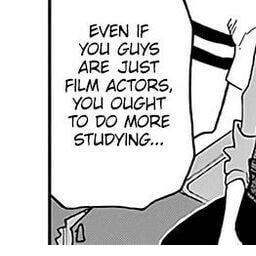 EVEN IF
YOU GUYS
ARE JUST
FILM ACTORS,
YOU OUGHT
TO DO MORE
STUDYING...